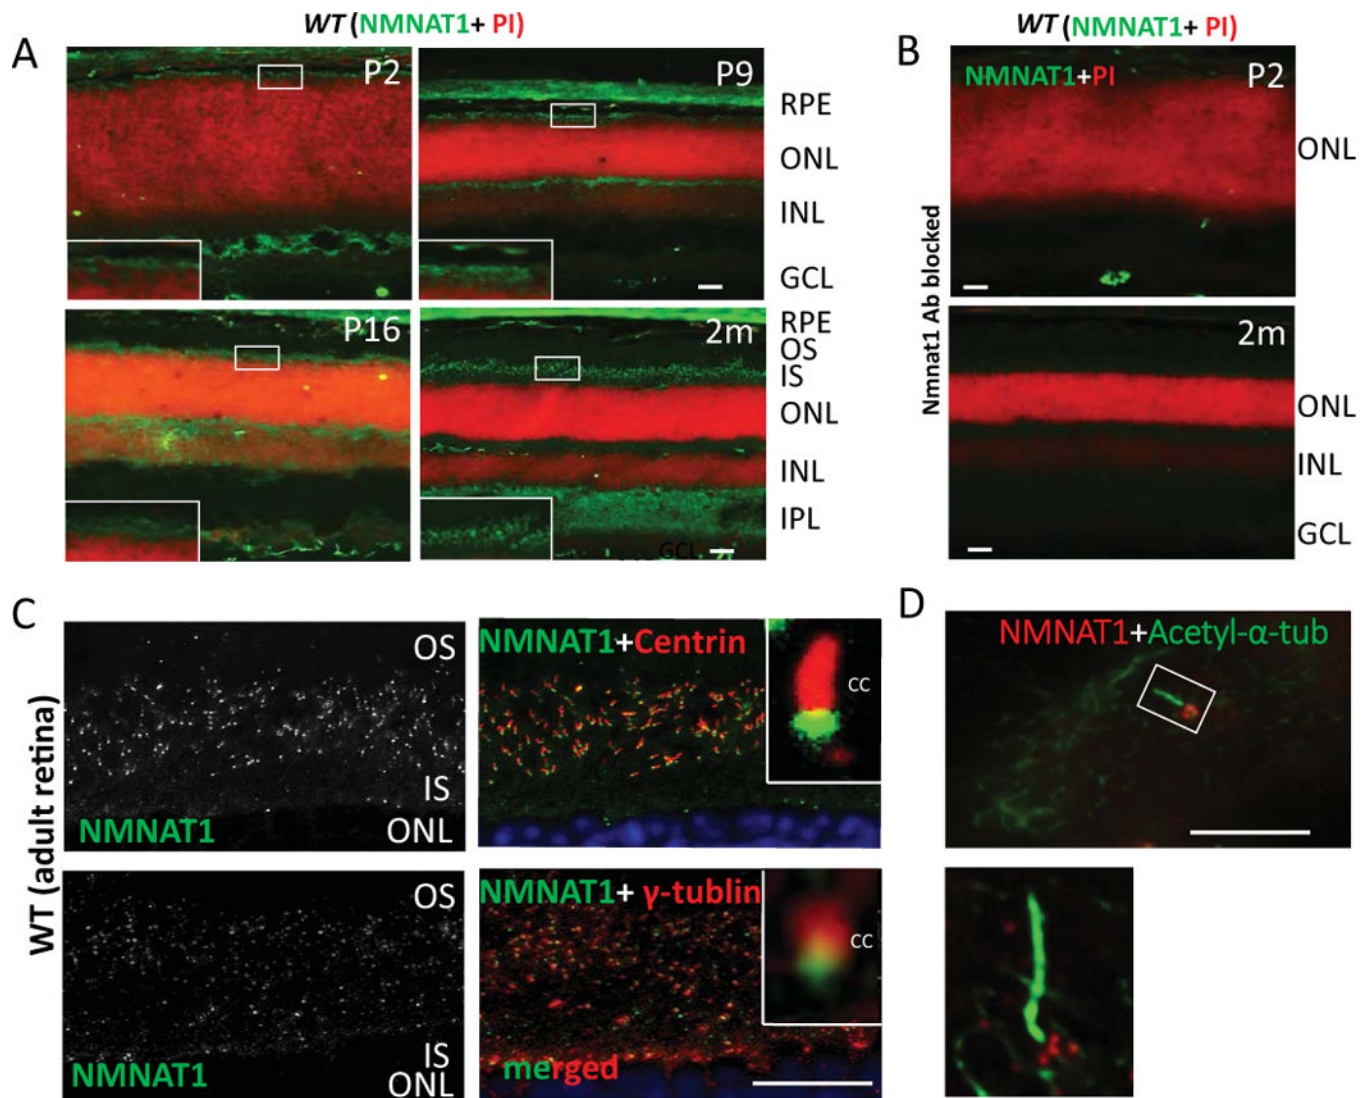 A
WT (NMNAT1+ PI)
P2
P9
RPE
ONL
INL
GCL
P16
2m
RPE
OS
IS
ONL
INL
IPL
GCL
B
WT (NMNAT1+ PI)
NMNAT1+PI
P2
ONL
Nmnat1 Ab blocked
2m
ONL
INL
GCL
C
WT (adult retina)
OS
IS
NMNAT1
ONL
NMNAT1+Centrin
cc
OS
IS
NMNAT1
ONL
NMNAT1+ γ-tublin
cc
merged
D
NMNAT1+Acetyl-α-tub